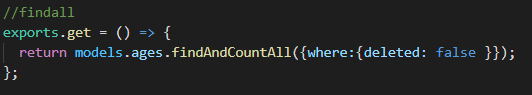 //findall
exports.get = () => {
  return models.ages.findAndCountAll({where:{deleted: false }});
};